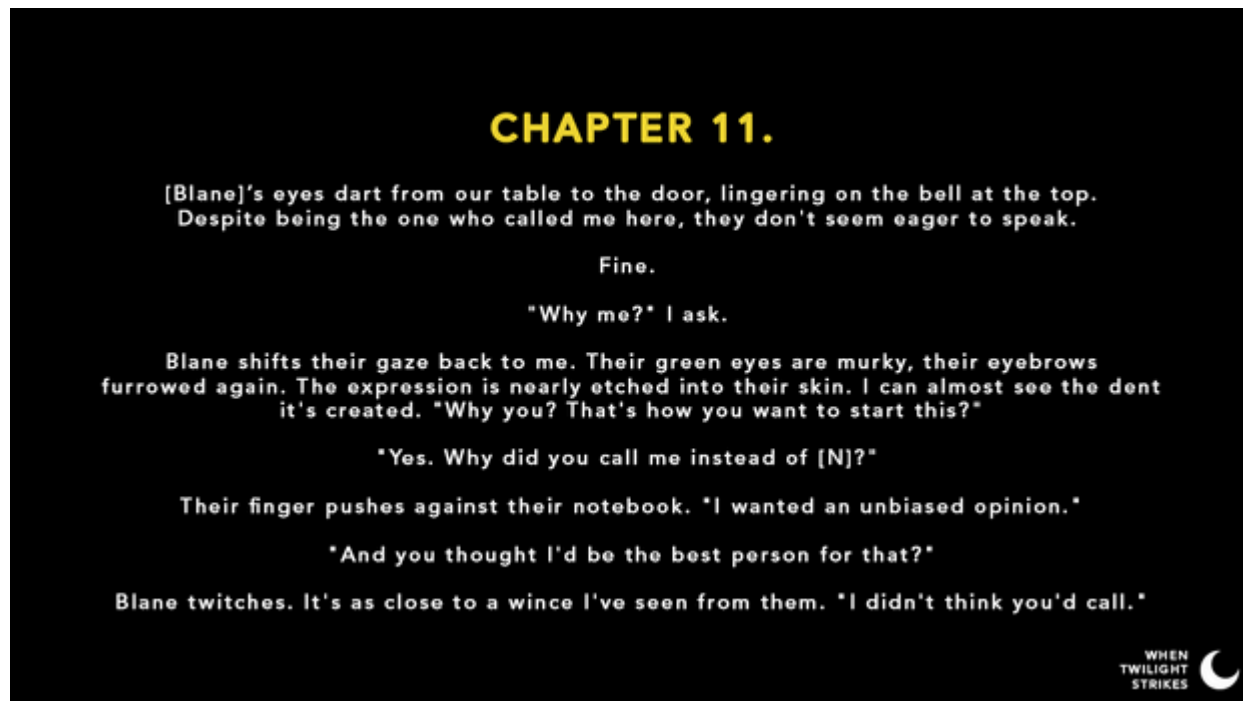 CHAPTER 11.
[Blane]'s eyes dart from our table to the door, lingering on the bell at the top.
Despite being the one who called me here, they don't seem eager to speak.
Fine.
"Why me?" I ask.
Blane shifts their gaze back to me. Their green eyes are murky, their eyebrows
furrowed again. The expression is nearly etched into their skin. I can almost see the dent
it's created. "Why you? That's how you want to start this?"
"Yes. Why did you call me instead of [N]?"
Their finger pushes against their notebook. "I wanted an unbiased opinion."
"And you thought I'd be the best person for that?"
Blane twitches. It's as close to a wince I've seen from them. "I didn't think you'd call."
WHEN
TWILIGHT
STRIKES